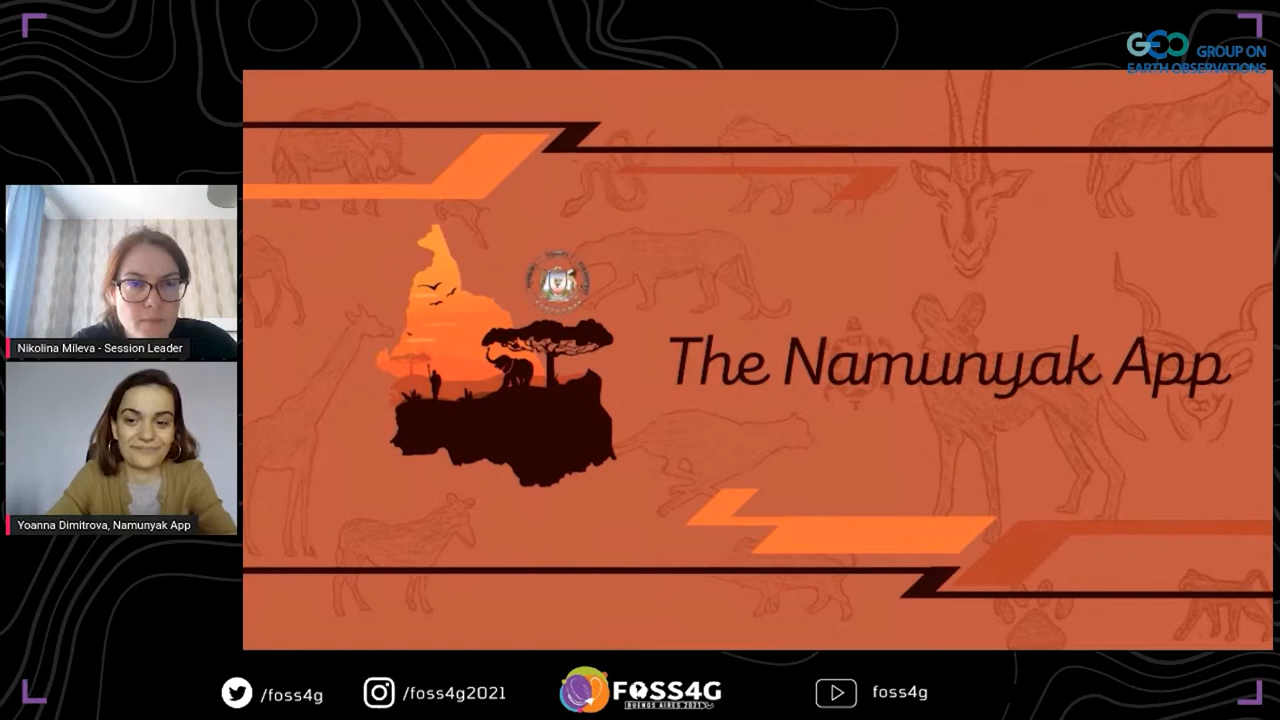 GEO GROUP ON
EARTH OBSERVATIONS
The Namunyak App
Nikolina Mileva - Session Leader
Yoanna Dimitrova, Namunyak App
/foss4g
/foss4g2021
FOSS4G
BUENOS AIRES 2021
foss4g